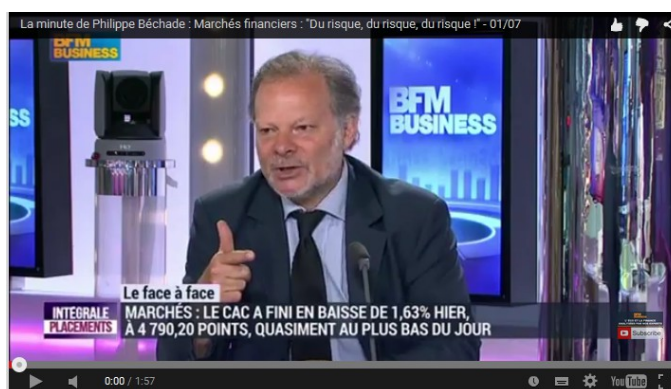 La minute de Philippe Béchade : Marchés financiers : "Du risque, du risque, du risque !" - 01/07
BFM
BUSINESS
SS
BFM
BUSINESS
Le face à face
INTÉGRALE
PLACEMENTS
MARCHÉS : LE CAC A FINI EN BAISSE DE 1,63% HIER,
À 4 790,20 POINTS, QUASIMENT AU PLUS BAS DU JOUR
Subscribe
0:00 / 1:57
YouTube